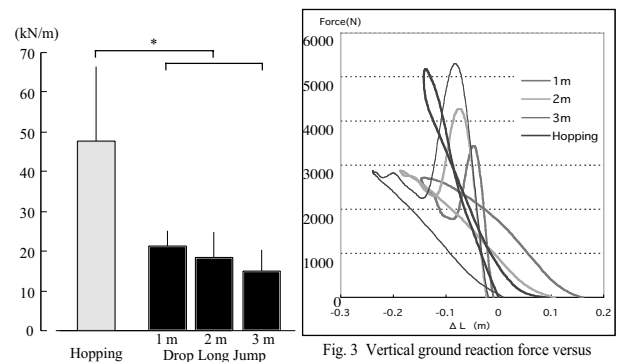 (kN/m)
70
60
50
40
30
20
10
0
*
1 m 2 m 3 m
Hopping Drop Long Jump
Force(N)
6000
5000
4000
3000
2000
1000
0
1m
2m
3m
Hopping
-0.3 -0.2 -0.1 0 0.1 0.2
Δ L (m)
Fig. 3 Vertical ground reaction force versus